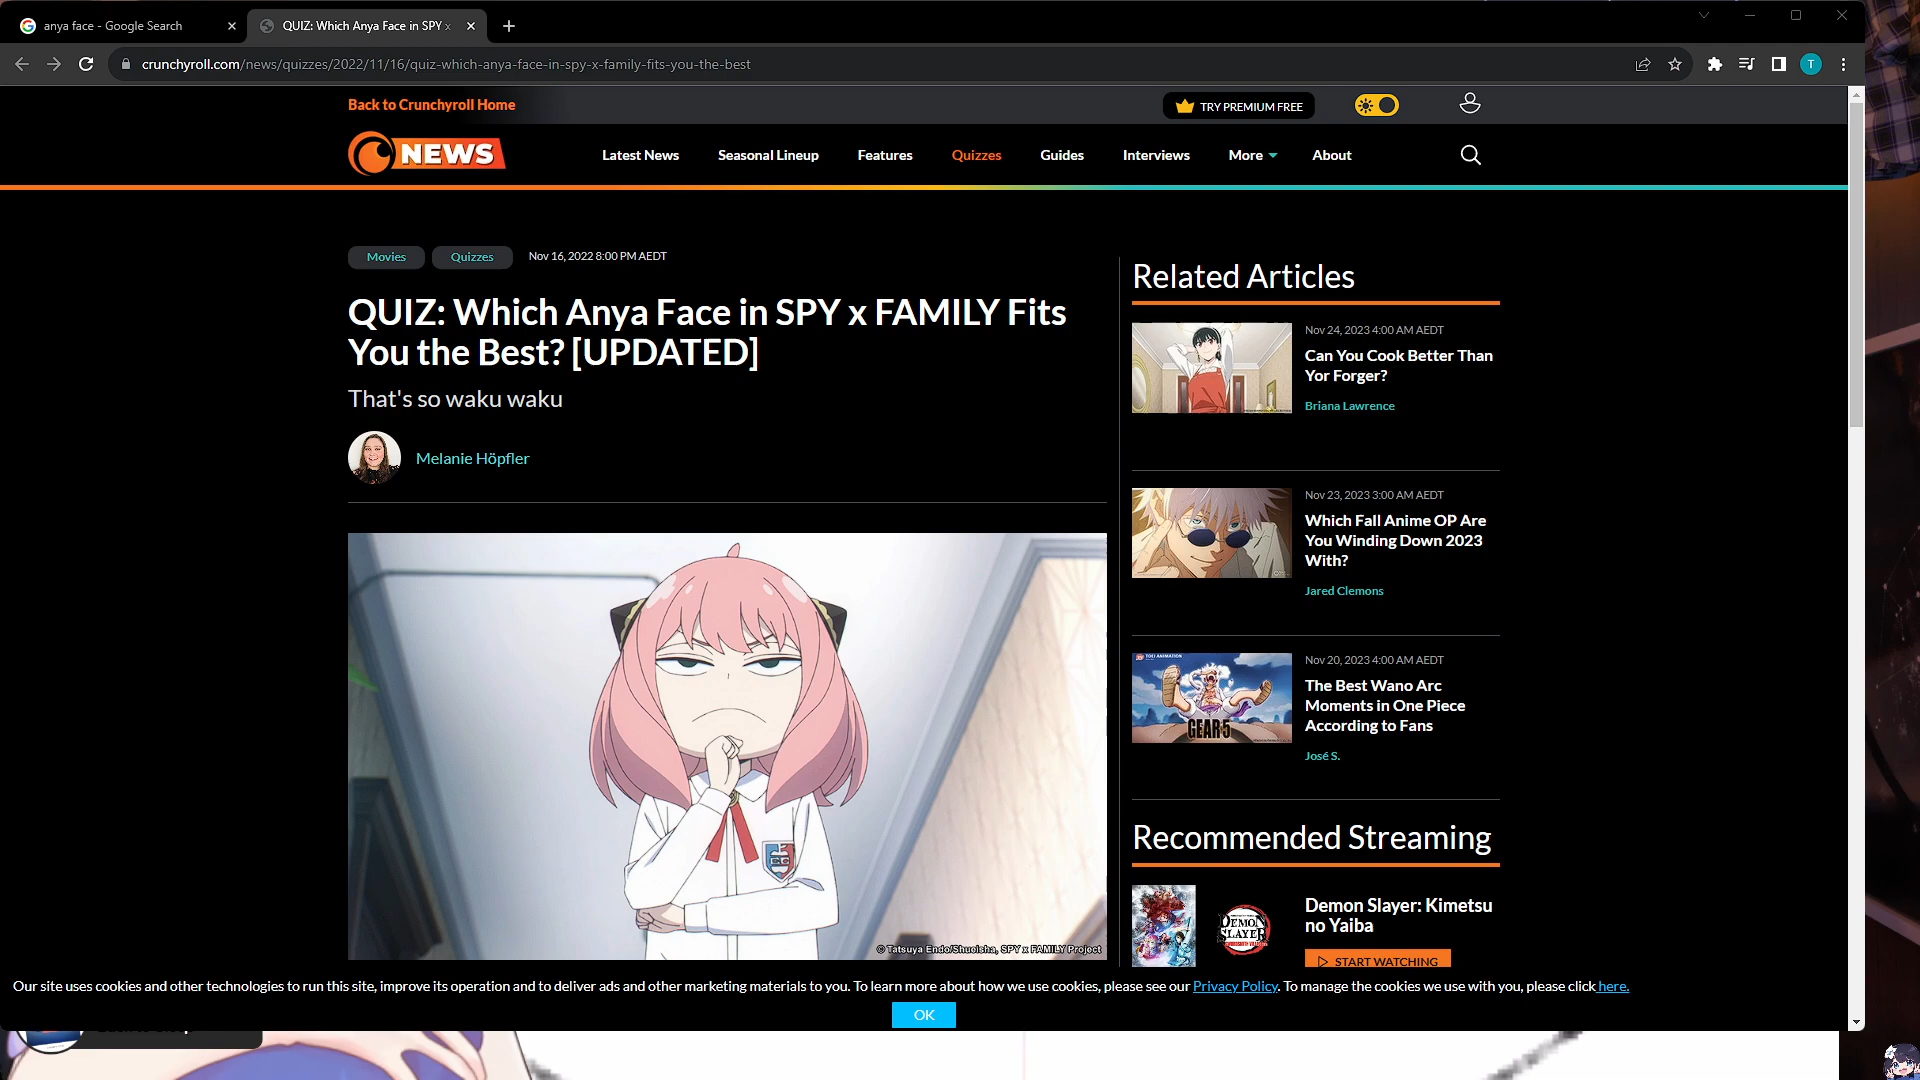 anya face - Google Search
QUIZ: Which Anya Face in SPY x
crunchyroll.com/news/quizzes/2022/11/16/quiz-which-anya-face-in-spy-x-family-fits-you-the-best
T
Back to Crunchyroll Home
TRY PREMIUM FREE
NEWS
Latest News
Seasonal Lineup
Features
Quizzes
Guides
Interviews
More
About
Movies
Quizzes
Nov 16, 2022 8:00 PM AEDT
QUIZ: Which Anya Face in SPY x FAMILY Fits
You the Best? [UPDATED]
That's so waku waku
Melanie Höpfler
© Tatsuya Endo/Shueisha, SPY x FAMILY Project
Related Articles
Nov 24, 2023 4:00 AM AEDT
Can You Cook Better Than
Yor Forger?
Briana Lawrence
Nov 23, 2023 3:00 AM AEDT
Which Fall Anime OP Are
You Winding Down 2023
With?
Jared Clemons
TOEI ANIMATION
GEAR 5
Nov 20, 2023 4:00 AM AEDT
The Best Wano Arc
Moments in One Piece
According to Fans
José S.
Recommended Streaming
DEMON
SLAYER
Demon Slayer: Kimetsu
no Yaiba
START WATCHING
Our site uses cookies and other technologies to run this site, improve its operation and to deliver ads and other marketing materials to you. To learn more about how we use cookies, please see our Privacy Policy. To manage the cookies we use with you, please click here.
OK